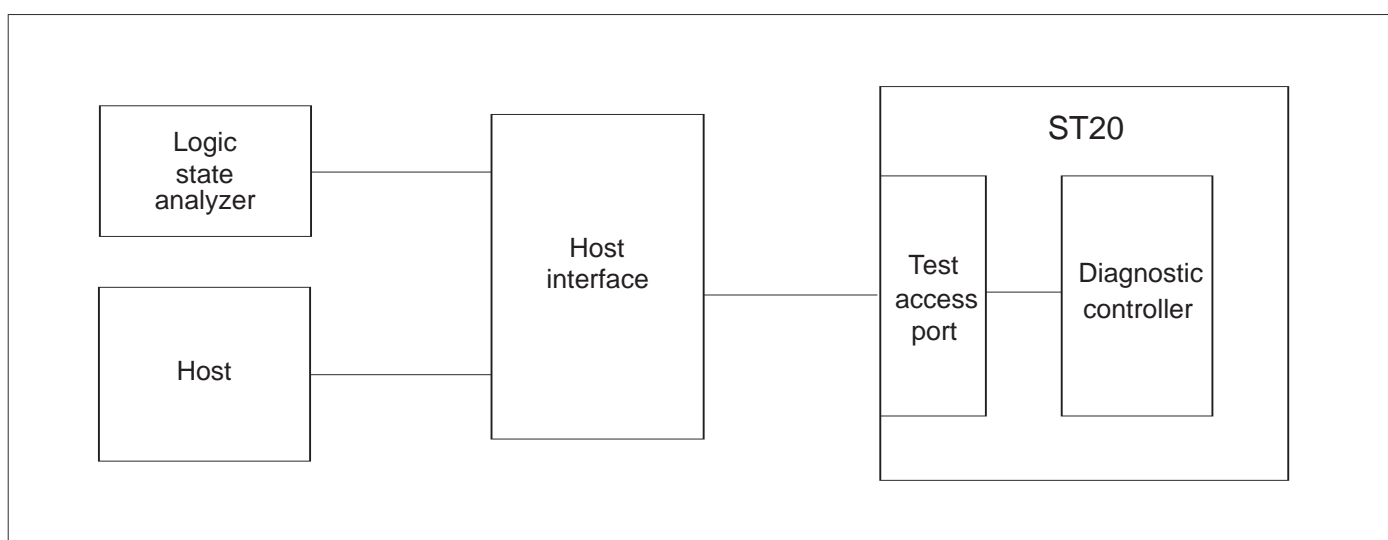 Logic
state
analyzer
Host
Host
interface
ST20
Test
access
port
Diagnostic
controller